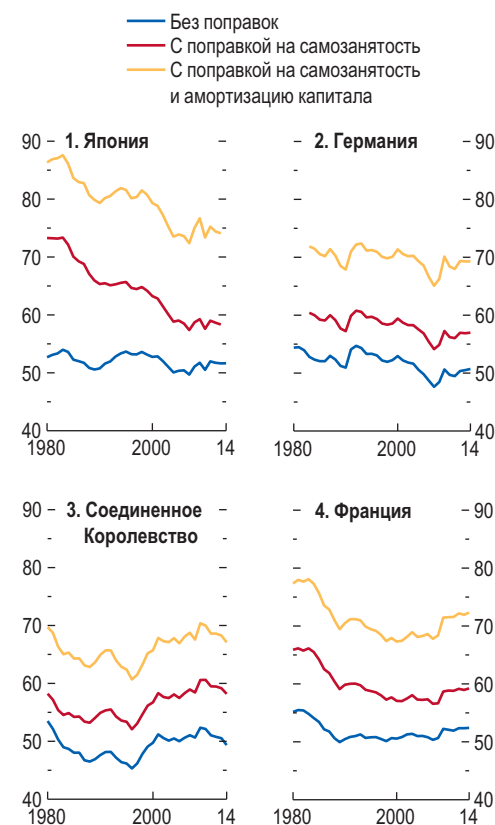 Без поправок
С поправкой на самозанятость
С поправкой на самозанятость
и амортизацию капитала
1. Япония
90
80
70
60
50
40
1980 2000 14
2. Германия
90
80
70
60
50
40
1980 2000 14
3. Соединенное
Королевство
90
80
70
60
50
40
1980 2000 14
4. Франция
90
80
70
60
50
40
1980 2000 14